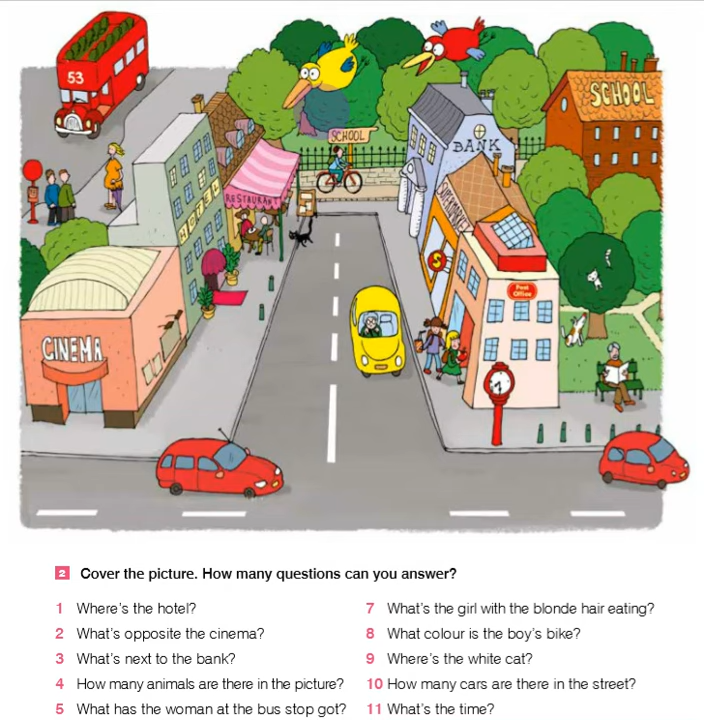 53
SCHOOL
SCHOOL
BANK
HOTEL
RESTAURANT
SUPERMARKET
S
Post
Office
CINEMA
2 Cover the picture. How many questions can you answer?
1 Where's the hotel?
2 What's opposite the cinema?
3 What's next to the bank?
4 How many animals are there in the picture?
5 What has the woman at the bus stop got?
7 What's the girl with the blonde hair eating?
8 What colour is the boy's bike?
9 Where's the white cat?
10 How many cars are there in the street?
11 What's the time?